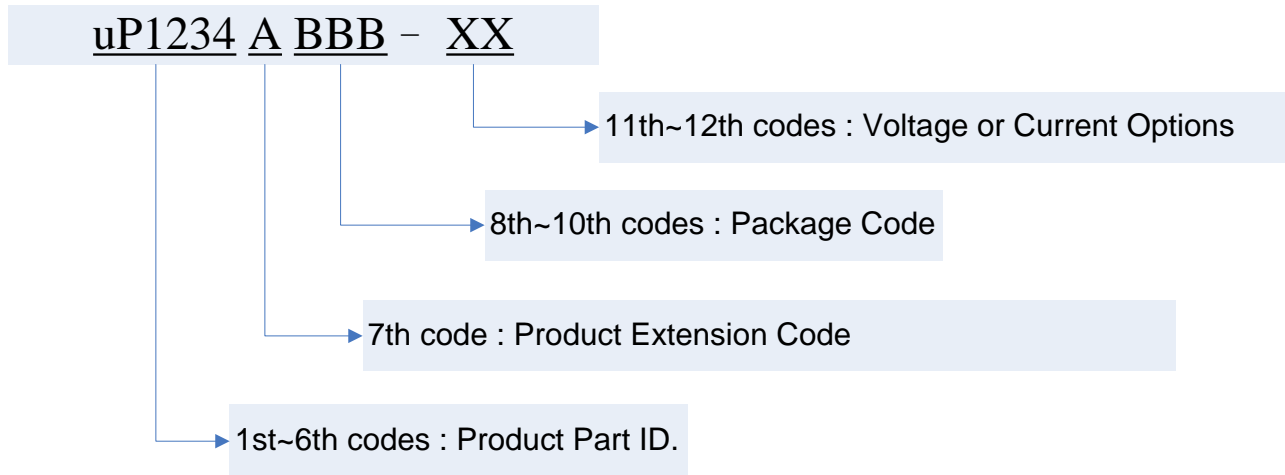 uP1234 A BBB - XX
11th~12th codes : Voltage or Current Options
8th~10th codes : Package Code
7th code : Product Extension Code
1st~6th codes : Product Part ID.